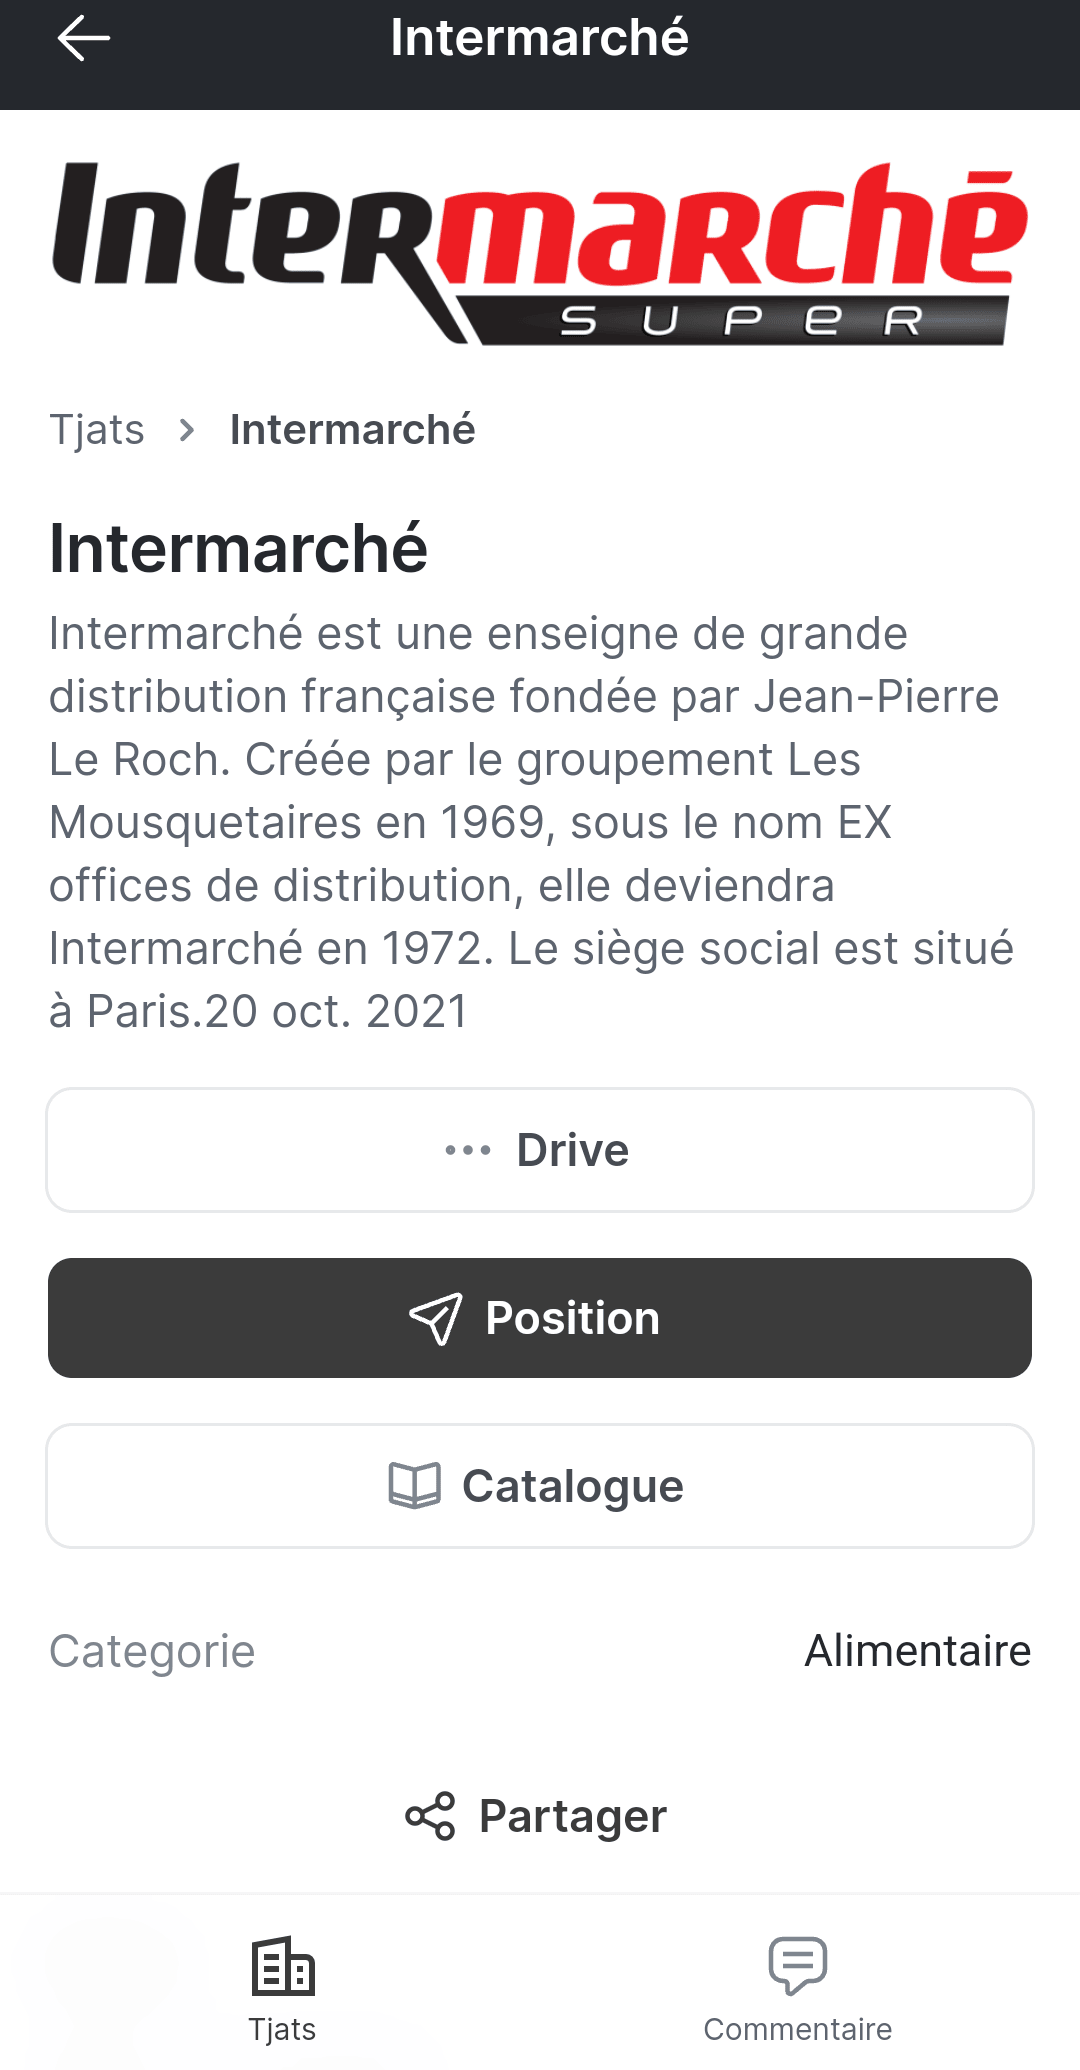 Intermarché
Intermarchē
SUPER
Tjats > Intermarché
Intermarché
Intermarché est une enseigne de grande
distribution française fondée par Jean-Pierre
Le Roch. Créée par le groupement Les
Mousquetaires en 1969, sous le nom EX
offices de distribution, elle deviendra
Intermarché en 1972. Le siège social est situé
à Paris.20 oct. 2021
Drive
Position
Catalogue
Categorie Alimentaire
Partager
Tjats Commentaire